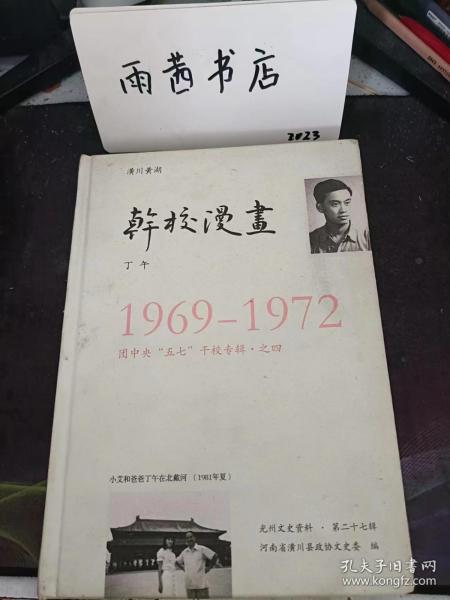 雨茜书店
2023
潢川黄湖
幹校漫畫
丁午
1969-1972
团中央“五七”干校专辑·之四
小艾和爸爸丁午在北戴河 (1981年夏)
光州文史资料 · 第二十七辑
河南省潢川县政协文史委 编
孔夫子旧书网
www.kongfz.com